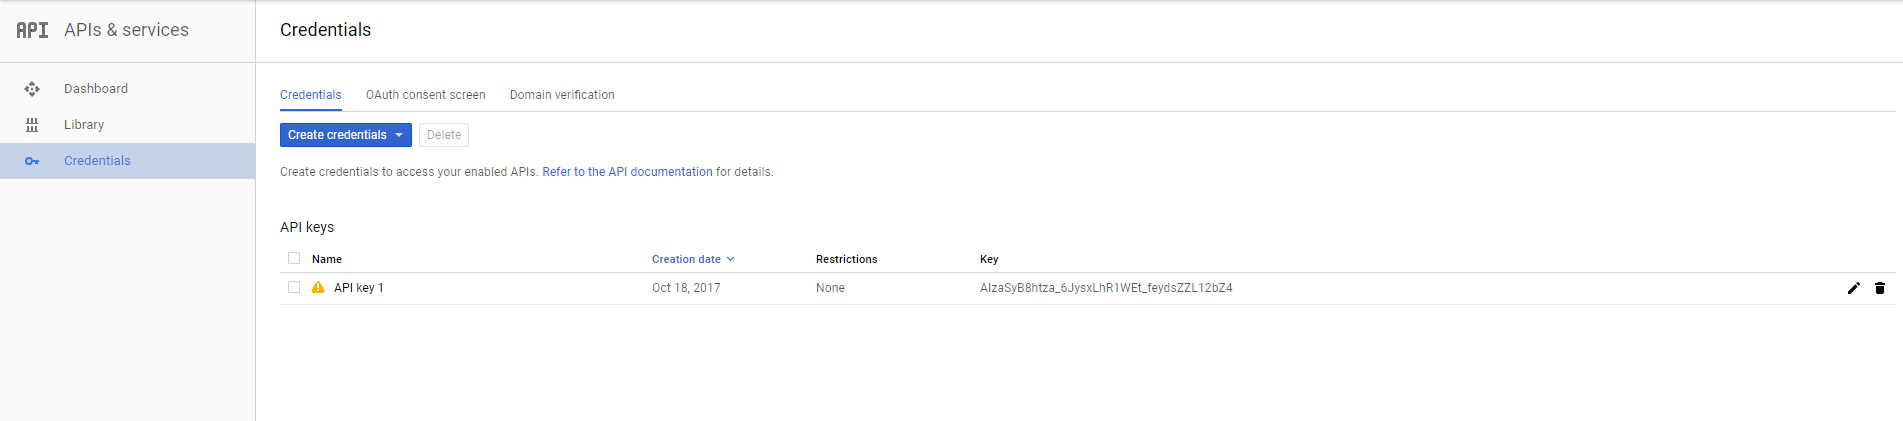 API APIs & services
Credentials
Dashboard
Library
Credentials
Credentials OAuth consent screen Domain verification
Create credentials Delete
Create credentials to access your enabled APIs. Refer to the API documentation for details.
API keys
Name Creation date Restrictions Key
API key 1 Oct 18, 2017 None AIzaSyB8htza_6JysxLhR1WEt_feydsZZL12bZ4